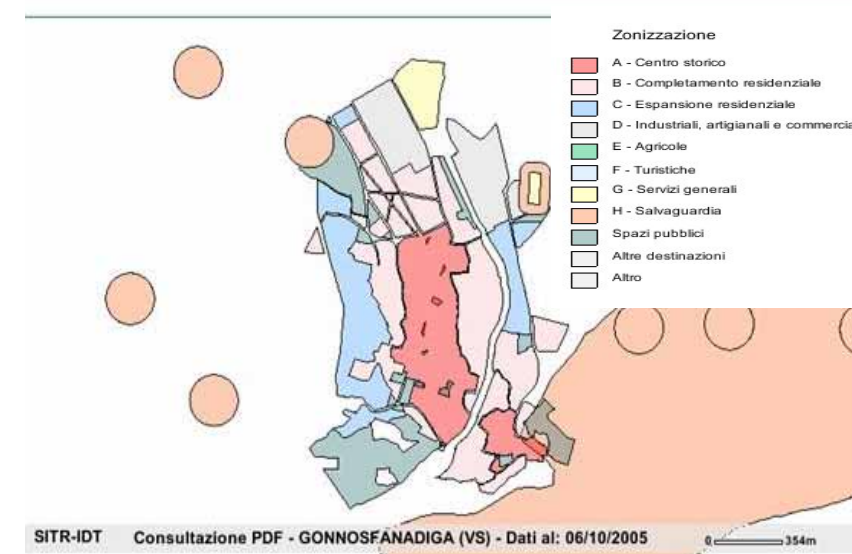 Zonizzazione
A - Centro storico
B - Completamento residenziale
C - Espansione residenziale
D - Industriali, artigianali e commercia
E - Agricole
F - Turistiche
G - Servizi generali
H - Salvaguardia
Spazi pubblici
Altre destinazioni
Altro
SITR-IDT Consultazione PDF - GONNOSFANADIGA (VS) - Dati al: 06/10/2005 0 354m